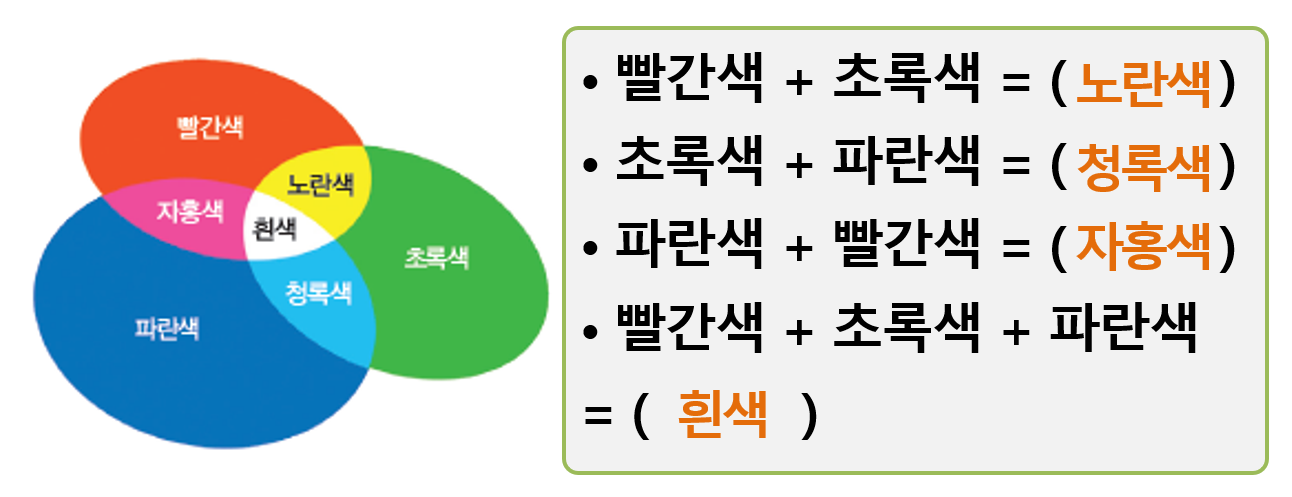 빨간색
노란색
자홍색
흰색
초록색
청록색
파란색
• 빨간색 + 초록색 = ( 노란색 )
• 초록색 + 파란색 = ( 청록색 )
• 파란색 + 빨간색 = ( 자홍색 )
• 빨간색 + 초록색 + 파란색
= ( 흰색 )